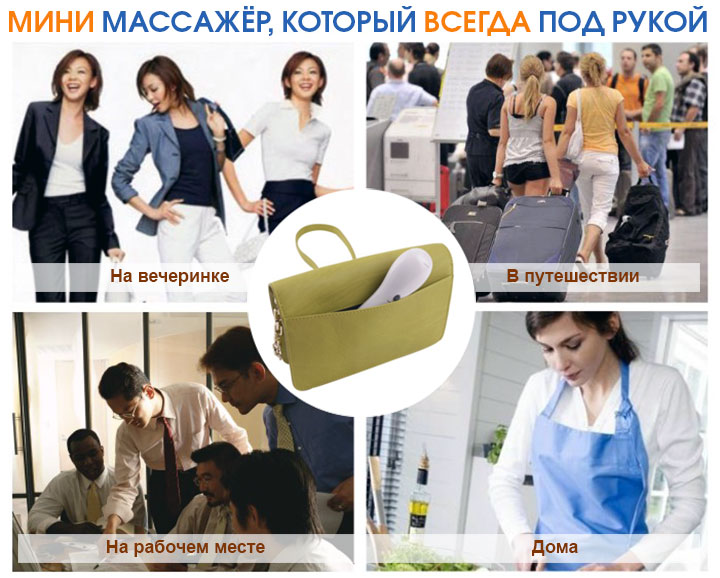 МИНИ МАССАЖЁР, КОТОРЫЙ ВСЕГДА ПОД РУКОЙ
На вечеринке
В путешествии
На рабочем месте
Дома